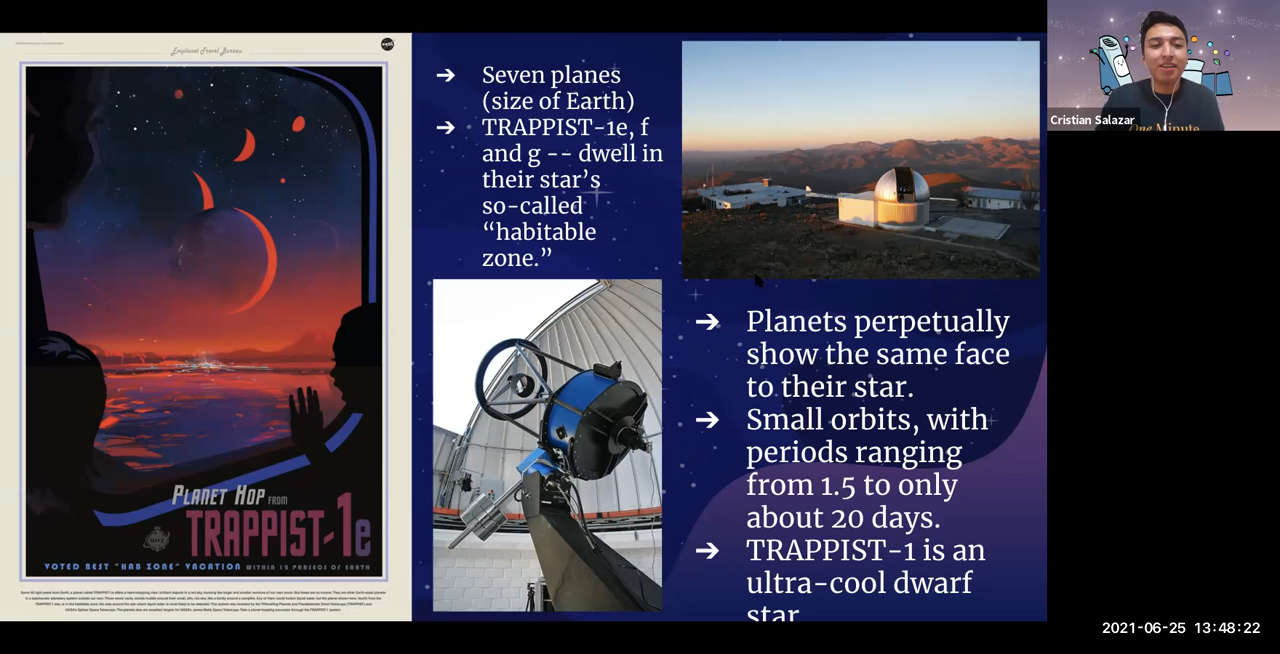 Exoplanet Travel Bureau
NASA
PLANET HOP FROM
TRAPPIST-1e
VOTED BEST "HAB ZONE" VACATION WITHIN 12 PARSECS OF EARTH
➔ Seven planes
(size of Earth)
➔ TRAPPIST-1e, f
and g -- dwell in
their star’s
so-called
“habitable
zone.”
➔ Planets perpetually
show the same face
to their star.
➔ Small orbits, with
periods ranging
from 1.5 to only
about 20 days.
➔ TRAPPIST-1 is an
ultra-cool dwarf
star
Cristian Salazar
One Minute
2021-06-25 13:48:22